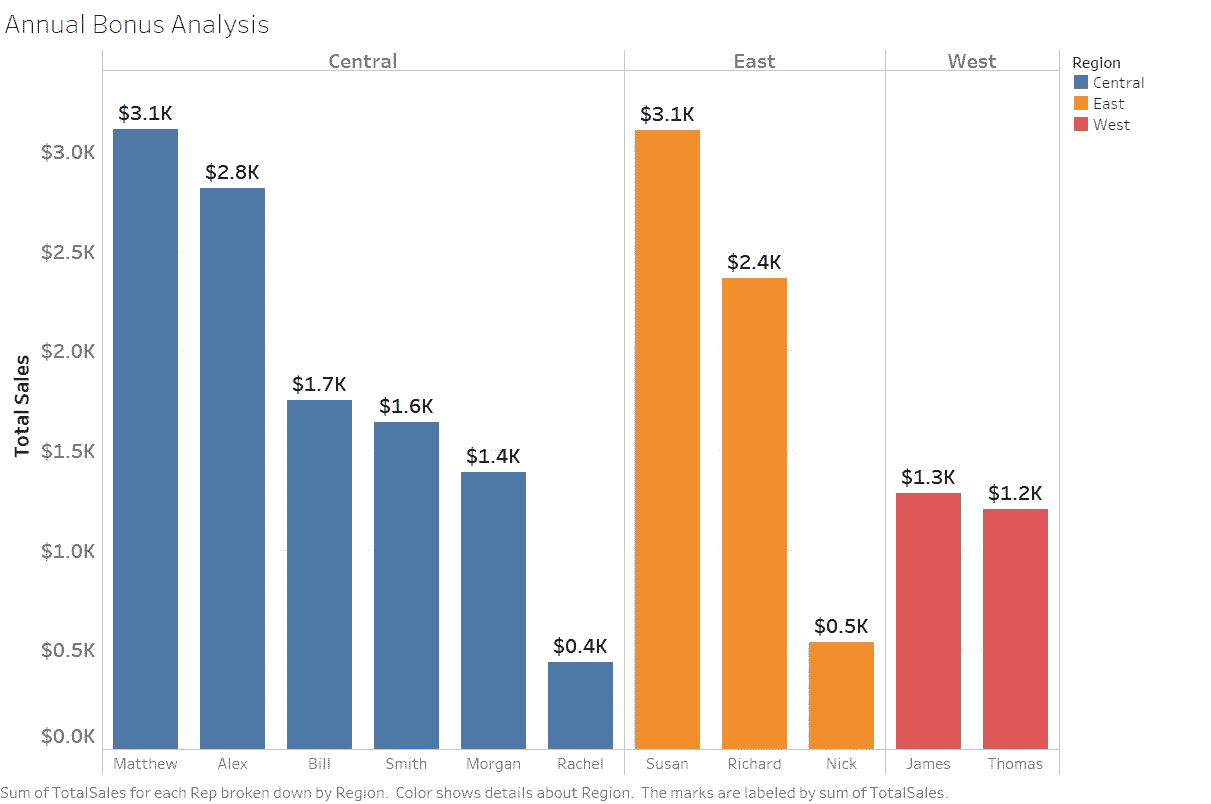 Annual Bonus Analysis
Central East West
Region
Central
East
West
Total Sales
$3.0K
$2.5K
$2.0K
$1.5K
$1.0K
$0.5K
$0.0K
$3.1K $2.8K $1.7K $1.6K $1.4K $0.4K $3.1K $2.4K $0.5K $1.3K $1.2K
Matthew Alex Bill Smith Morgan Rachel Susan Richard Nick James Thomas
Sum of TotalSales for each Rep broken down by Region. Color shows details about Region. The marks are labeled by sum of TotalSales.